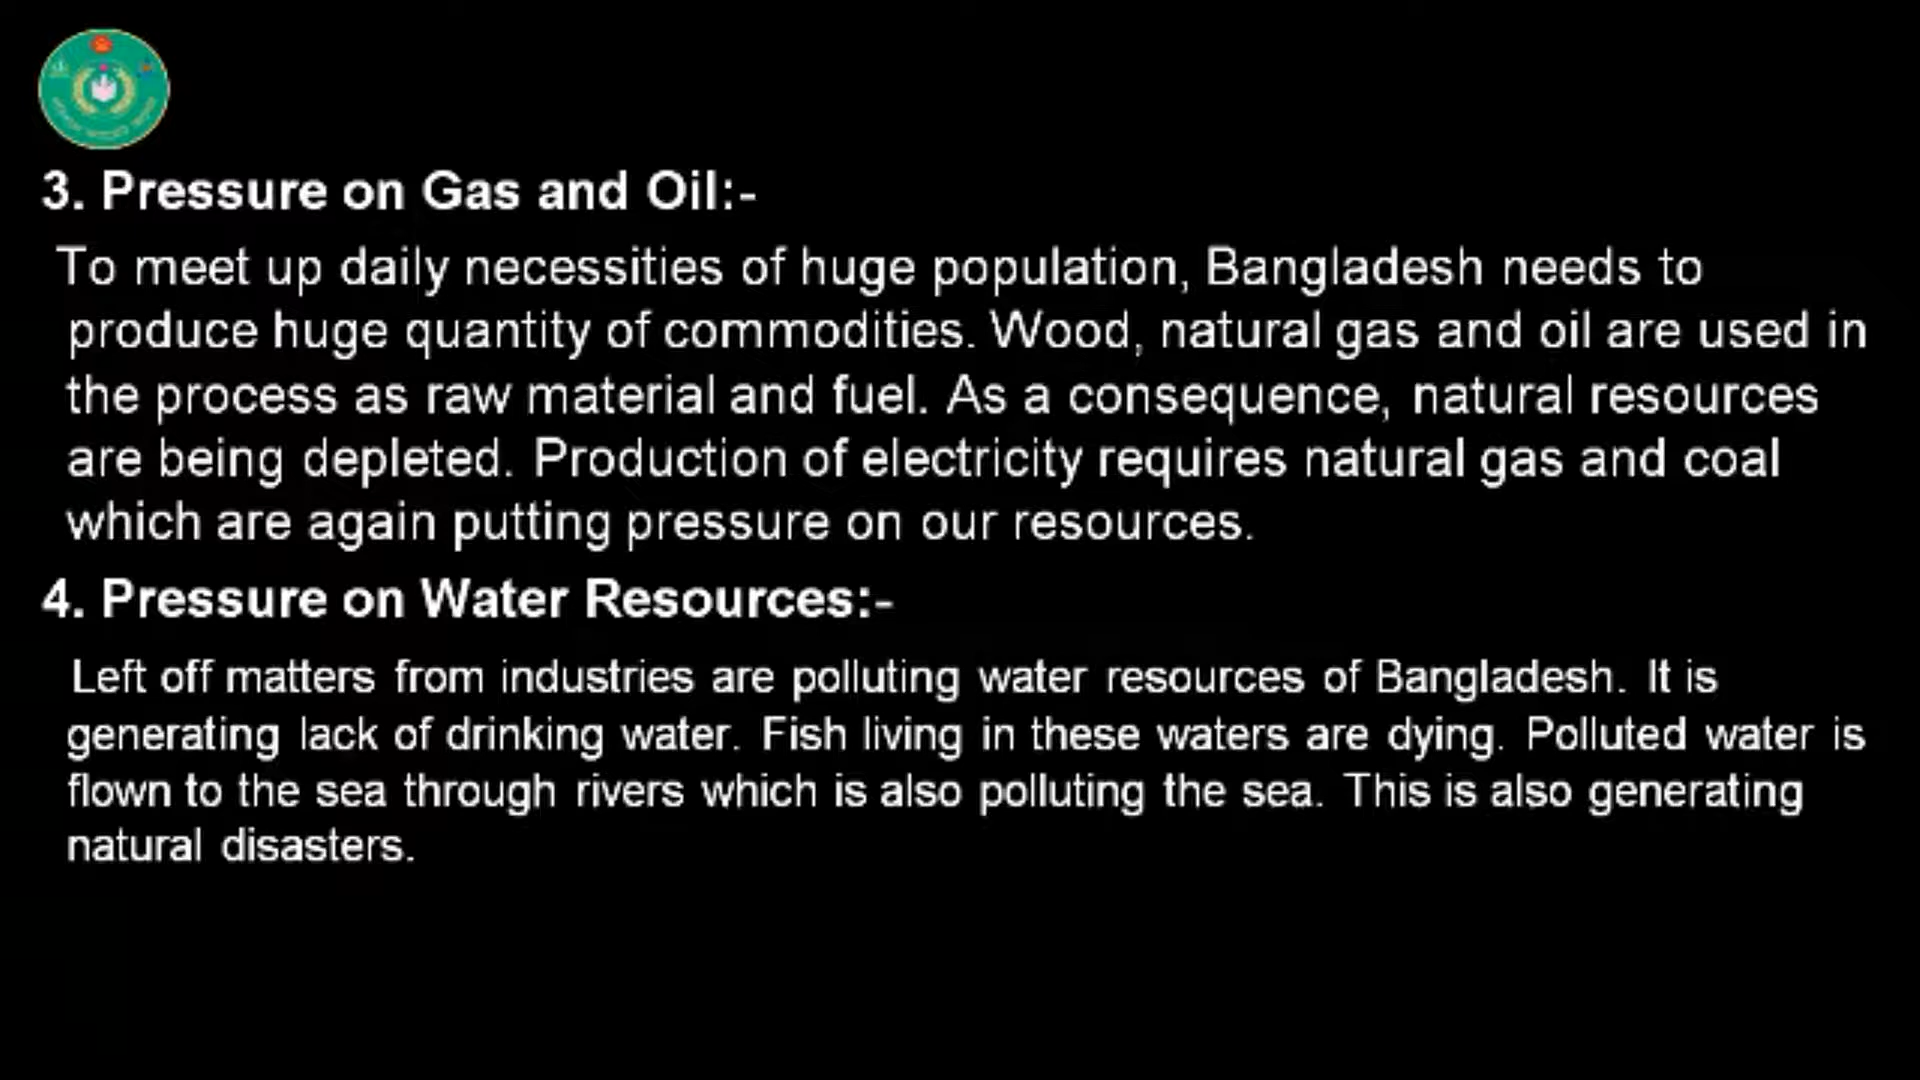 3. Pressure on Gas and Oil:-
To meet up daily necessities of huge population, Bangladesh needs to
produce huge quantity of commodities. Wood, natural gas and oil are used in
the process as raw material and fuel. As a consequence, natural resources
are being depleted. Production of electricity requires natural gas and coal
which are again putting pressure on our resources.
4. Pressure on Water Resources:-
Left off matters from industries are polluting water resources of Bangladesh. It is
generating lack of drinking water. Fish living in these waters are dying. Polluted water is
flown to the sea through rivers which is also polluting the sea. This is also generating
natural disasters.